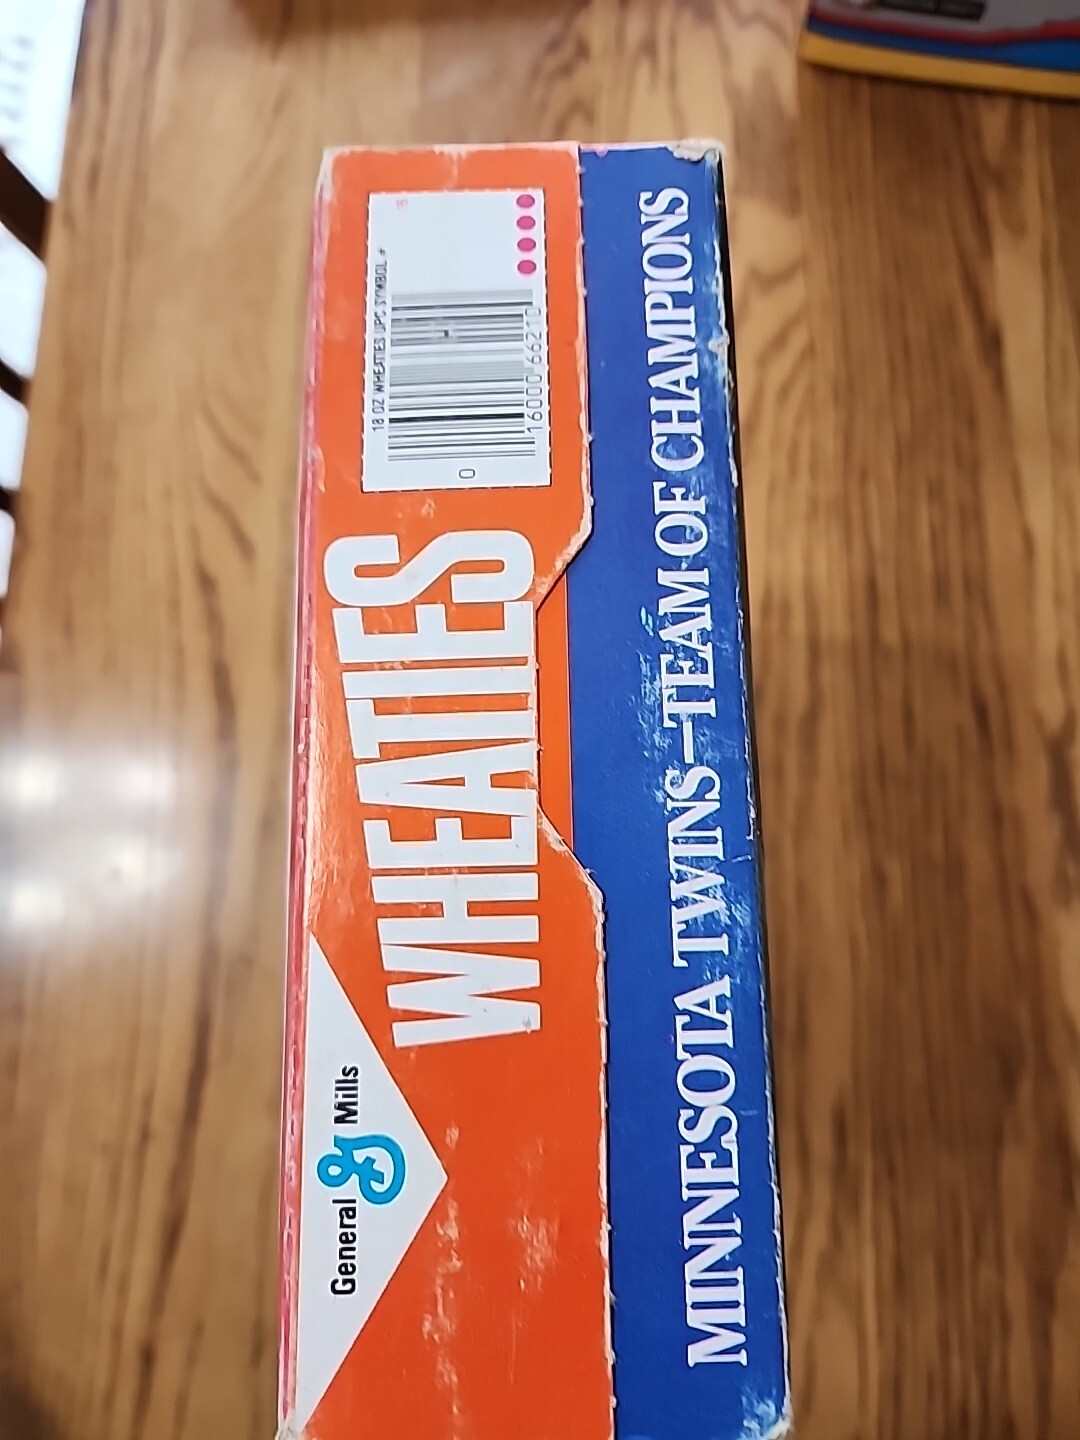 General Mills
WHEATIES
18 OZ WHEATIES UPC SYMBOL #
0
16000 66210
MINNESOTA TWINS–TEAM OF CHAMPIONS